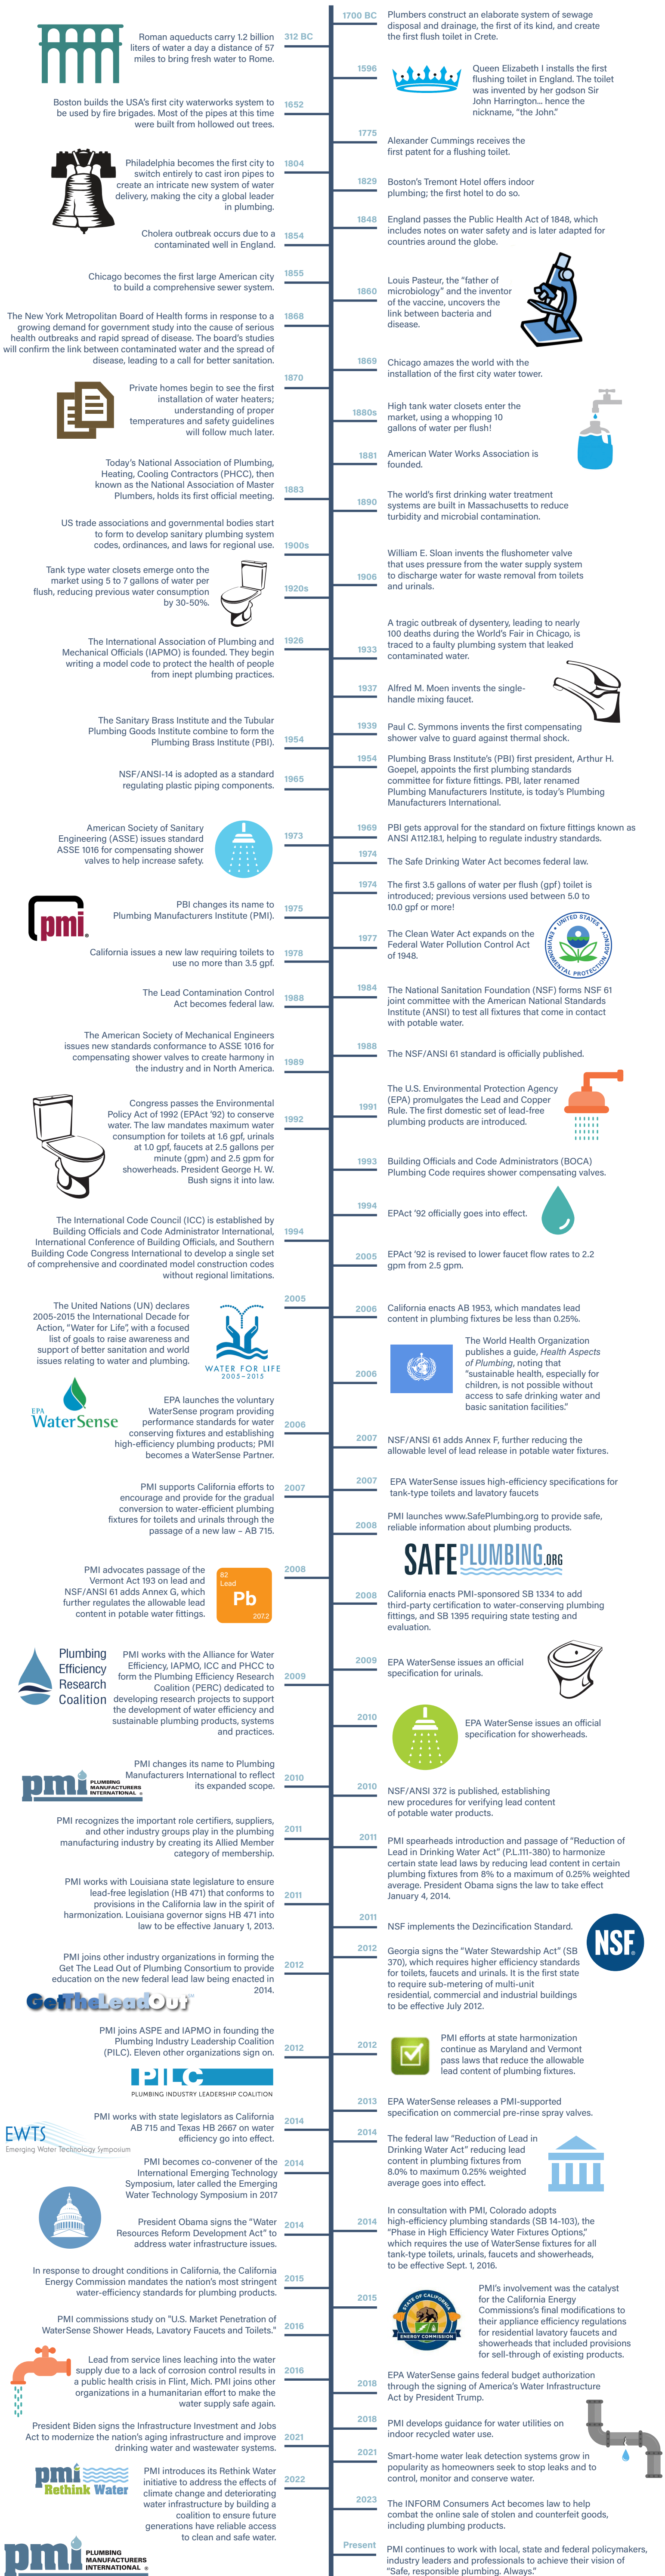 1700 BC
Plumbers construct an elaborate system of sewage
disposal and drainage, the first of its kind, and create
the first flush toilet in Crete.
312 BC
Roman aqueducts carry 1.2 billion
liters of water a day a distance of 57
miles to bring fresh water to Rome.
1596
Queen Elizabeth I installs the first
flushing toilet in England. The toilet
was invented by her godson Sir
John Harrington... hence the
nickname, “the John.”
1652
Boston builds the USA’s first city waterworks system to
be used by fire brigades. Most of the pipes at this time
were built from hollowed out trees.
1775
Alexander Cummings receives the
first patent for a flushing toilet.
1804
Philadelphia becomes the first city to
switch entirely to cast iron pipes to
create an intricate new system of water
delivery, making the city a global leader
in plumbing.
1829
Boston’s Tremont Hotel offers indoor
plumbing; the first hotel to do so.
1848
England passes the Public Health Act of 1848, which
includes notes on water safety and is later adapted for
countries around the globe.
1854
Cholera outbreak occurs due to a
contaminated well in England.
1855
Chicago becomes the first large American city
to build a comprehensive sewer system.
1860
Louis Pasteur, the “father of
microbiology” and the inventor
of the vaccine, uncovers the
link between bacteria and
disease.
1868
The New York Metropolitan Board of Health forms in response to a
growing demand for government study into the cause of serious
health outbreaks and rapid spread of disease. The board’s studies
will confirm the link between contaminated water and the spread of
disease, leading to a call for better sanitation.
1869
Chicago amazes the world with the
installation of the first city water tower.
1870
Private homes begin to see the first
installation of water heaters;
understanding of proper
temperatures and safety guidelines
will follow much later.
1880s
High tank water closets enter the
market, using a whopping 10
gallons of water per flush!
1881
American Water Works Association is
founded.
1883
Today’s National Association of Plumbing,
Heating, Cooling Contractors (PHCC), then
known as the National Association of Master
Plumbers, holds its first official meeting.
1890
The world’s first drinking water treatment
systems are built in Massachusetts to reduce
turbidity and microbial contamination.
1900s
US trade associations and governmental bodies start
to form to develop sanitary plumbing system
codes, ordinances, and laws for regional use.
1906
William E. Sloan invents the flushometer valve
that uses pressure from the water supply system
to discharge water for waste removal from toilets
and urinals.
1920s
Tank type water closets emerge onto the
market using 5 to 7 gallons of water per
flush, reducing previous water consumption
by 30-50%.
1926
The International Association of Plumbing and
Mechanical Officials (IAPMO) is founded. They begin
writing a model code to protect the health of people
from inept plumbing practices.
1933
A tragic outbreak of dysentery, leading to nearly
100 deaths during the World’s Fair in Chicago, is
traced to a faulty plumbing system that leaked
contaminated water.
1937
Alfred M. Moen invents the single-
handle mixing faucet.
1939
Paul C. Symmons invents the first compensating
shower valve to guard against thermal shock.
1954
The Sanitary Brass Institute and the Tubular
Plumbing Goods Institute combine to form the
Plumbing Brass Institute (PBI).
1954
Plumbing Brass Institute’s (PBI) first president, Arthur H.
Goepel, appoints the first plumbing standards
committee for fixture fittings. PBI, later renamed
Plumbing Manufacturers Institute, is today’s Plumbing
Manufacturers International.
1965
NSF/ANSI-14 is adopted as a standard
regulating plastic piping components.
1969
PBI gets approval for the standard on fixture fittings known as
ANSI A112.18.1, helping to regulate industry standards.
1973
American Society of Sanitary
Engineering (ASSE) issues standard
ASSE 1016 for compensating shower
valves to help increase safety.
1974
The Safe Drinking Water Act becomes federal law.
1974
The first 3.5 gallons of water per flush (gpf) toilet is
introduced; previous versions used between 5.0 to
10.0 gpf or more!
1975
PBI changes its name to
Plumbing Manufacturers Institute (PMI).
pmi®
1977
The Clean Water Act expands on the
Federal Water Pollution Control Act
of 1948.
UNITED STATES
ENVIRONMENTAL PROTECTION AGENCY
1978
California issues a new law requiring toilets to
use no more than 3.5 gpf.
1984
The National Sanitation Foundation (NSF) forms NSF 61
joint committee with the American National Standards
Institute (ANSI) to test all fixtures that come in contact
with potable water.
1988
The Lead Contamination Control
Act becomes federal law.
1988
The NSF/ANSI 61 standard is officially published.
1989
The American Society of Mechanical Engineers
issues new standards conformance to ASSE 1016 for
compensating shower valves to create harmony in
the industry and in North America.
1991
The U.S. Environmental Protection Agency
(EPA) promulgates the Lead and Copper
Rule. The first domestic set of lead-free
plumbing products are introduced.
1992
Congress passes the Environmental
Policy Act of 1992 (EPAct ’92) to conserve
water. The law mandates maximum water
consumption for toilets at 1.6 gpf, urinals
at 1.0 gpf, faucets at 2.5 gallons per
minute (gpm) and 2.5 gpm for
showerheads. President George H. W.
Bush signs it into law.
1993
Building Officials and Code Administrators (BOCA)
Plumbing Code requires shower compensating valves.
1994
EPAct ’92 officially goes into effect.
1994
The International Code Council (ICC) is established by
Building Officials and Code Administrator International,
International Conference of Building Officials, and Southern
Building Code Congress International to develop a single set
of comprehensive and coordinated model construction codes
without regional limitations.
2005
EPAct ’92 is revised to lower faucet flow rates to 2.2
gpm from 2.5 gpm.
2005
The United Nations (UN) declares
2005-2015 the International Decade for
Action, “Water for Life”, with a focused
list of goals to raise awareness and
support of better sanitation and world
issues relating to water and plumbing.
WATER FOR LIFE
2005–2015
2006
California enacts AB 1953, which mandates lead
content in plumbing fixtures be less than 0.25%.
2006
The World Health Organization
publishes a guide, Health Aspects
of Plumbing, noting that
“sustainable health, especially for
children, is not possible without
access to safe drinking water and
basic sanitation facilities.”
EPA
WaterSense
2006
EPA launches the voluntary
WaterSense program providing
performance standards for water
conserving fixtures and establishing
high-efficiency plumbing products; PMI
becomes a WaterSense Partner.
2007
NSF/ANSI 61 adds Annex F, further reducing the
allowable level of lead release in potable water fixtures.
2007
EPA WaterSense issues high-efficiency specifications for
tank-type toilets and lavatory faucets
2007
PMI supports California efforts to
encourage and provide for the gradual
conversion to water-efficient plumbing
fixtures for toilets and urinals through the
passage of a new law – AB 715.
2008
PMI launches www.SafePlumbing.org to provide safe,
reliable information about plumbing products.
SAFEPLUMBING.ORG
2008
PMI advocates passage of the
Vermont Act 193 on lead and
NSF/ANSI 61 adds Annex G, which
further regulates the allowable lead
content in potable water fittings.
82
Lead
Pb
207.2
2008
California enacts PMI-sponsored SB 1334 to add
third-party certification to water-conserving plumbing
fittings, and SB 1395 requiring state testing and
evaluation.
2009
EPA WaterSense issues an official
specification for urinals.
Plumbing
Efficiency
Research
Coalition
2009
PMI works with the Alliance for Water
Efficiency, IAPMO, ICC and PHCC to
form the Plumbing Efficiency Research
Coalition (PERC) dedicated to
developing research projects to support
the development of water efficiency and
sustainable plumbing products, systems
and practices.
2010
EPA WaterSense issues an official
specification for showerheads.
2010
PMI changes its name to Plumbing
Manufacturers International to reflect
its expanded scope.
pmi PLUMBING
MANUFACTURERS
INTERNATIONAL ®
2010
NSF/ANSI 372 is published, establishing
new procedures for verifying lead content
of potable water products.
2011
PMI recognizes the important role certifiers, suppliers,
and other industry groups play in the plumbing
manufacturing industry by creating its Allied Member
category of membership.
2011
PMI spearheads introduction and passage of “Reduction of
Lead in Drinking Water Act” (P.L.111-380) to harmonize
certain state lead laws by reducing lead content in certain
plumbing fixtures from 8% to a maximum of 0.25% weighted
average. President Obama signs the law to take effect
January 4, 2014.
2011
PMI works with Louisiana state legislature to ensure
lead-free legislation (HB 471) that conforms to
provisions in the California law in the spirit of
harmonization. Louisiana governor signs HB 471 into
law to be effective January 1, 2013.
2011
NSF implements the Dezincification Standard.
NSF®
2012
PMI joins other industry organizations in forming the
Get The Lead Out of Plumbing Consortium to provide
education on the new federal lead law being enacted in
2014.
GetTheLeadOut
2012
Georgia signs the “Water Stewardship Act” (SB
370), which requires higher efficiency standards
for toilets, faucets and urinals. It is the first state
to require sub-metering of multi-unit
residential, commercial and industrial buildings
to be effective July 2012.
2012
PMI joins ASPE and IAPMO in founding the
Plumbing Industry Leadership Coalition
(PILC). Eleven other organizations sign on.
PILC
PLUMBING INDUSTRY LEADERSHIP COALITION
2012
PMI efforts at state harmonization
continue as Maryland and Vermont
pass laws that reduce the allowable
lead content of plumbing fixtures.
2013
EPA WaterSense releases a PMI-supported
specification on commercial pre-rinse spray valves.
2014
PMI works with state legislators as California
AB 715 and Texas HB 2667 on water
efficiency go into effect.
EWTS
Emerging Water Technology Symposium
2014
The federal law “Reduction of Lead in
Drinking Water Act” reducing lead
content in plumbing fixtures from
8.0% to maximum 0.25% weighted
average goes into effect.
2014
PMI becomes co-convener of the
International Emerging Technology
Symposium, later called the Emerging
Water Technology Symposium in 2017
2014
President Obama signs the “Water
Resources Reform Development Act” to
address water infrastructure issues.
2014
In consultation with PMI, Colorado adopts
high-efficiency plumbing standards (SB 14-103), the
“Phase in High Efficiency Water Fixtures Options,”
which requires the use of WaterSense fixtures for all
tank-type toilets, urinals, faucets and showerheads,
to be effective Sept. 1, 2016.
2015
In response to drought conditions in California, the California
Energy Commission mandates the nation’s most stringent
water-efficiency standards for plumbing products.
2015
STATE OF CALIFORNIA
ENERGY COMMISSION
PMI’s involvement was the catalyst
for the California Energy
Commissions’s final modifications to
their appliance efficiency regulations
for residential lavatory faucets and
showerheads that included provisions
for sell-through of existing products.
2016
PMI commissions study on "U.S. Market Penetration of
WaterSense Shower Heads, Lavatory Faucets and Toilets."
2016
Lead from service lines leaching into the water
supply due to a lack of corrosion control results in
a public health crisis in Flint, Mich. PMI joins other
organizations in a humanitarian effort to make the
water supply safe again.
2018
EPA WaterSense gains federal budget authorization
through the signing of America’s Water Infrastructure
Act by President Trump.
2018
PMI develops guidance for water utilities on
indoor recycled water use.
2021
President Biden signs the Infrastructure Investment and Jobs
Act to modernize the nation’s aging infrastructure and improve
drinking water and wastewater systems.
2021
Smart-home water leak detection systems grow in
popularity as homeowners seek to stop leaks and to
control, monitor and conserve water.
pmi
Rethink Water
2022
PMI introduces its Rethink Water
initiative to address the effects of
climate change and deteriorating
water infrastructure by building a
coalition to ensure future
generations have reliable access
to clean and safe water.
2023
The INFORM Consumers Act becomes law to help
combat the online sale of stolen and counterfeit goods,
including plumbing products.
Present
PMI continues to work with local, state and federal policymakers,
industry leaders and professionals to achieve their vision of
"Safe, responsible plumbing. Always."
pmi PLUMBING
MANUFACTURERS
INTERNATIONAL ®